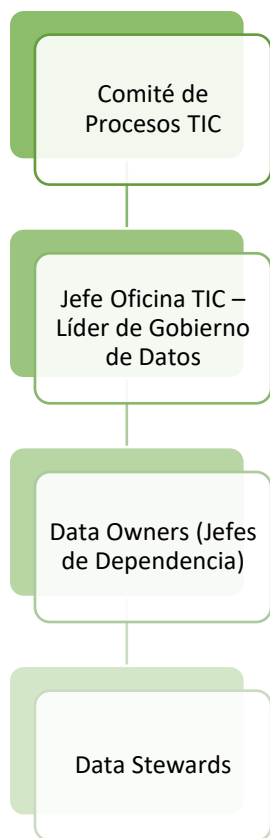 Comité de
Procesos TIC
Jefe Oficina TIC –
Líder de Gobierno
de Datos
Data Owners (Jefes
de Dependencia)
Data Stewards